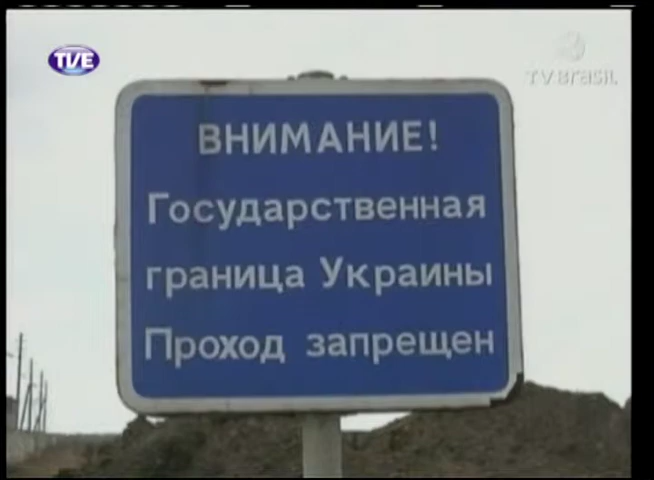 TVE
TV Brasil
ВНИМАНИЕ!
Государственная
граница Украины
Проход запрещен